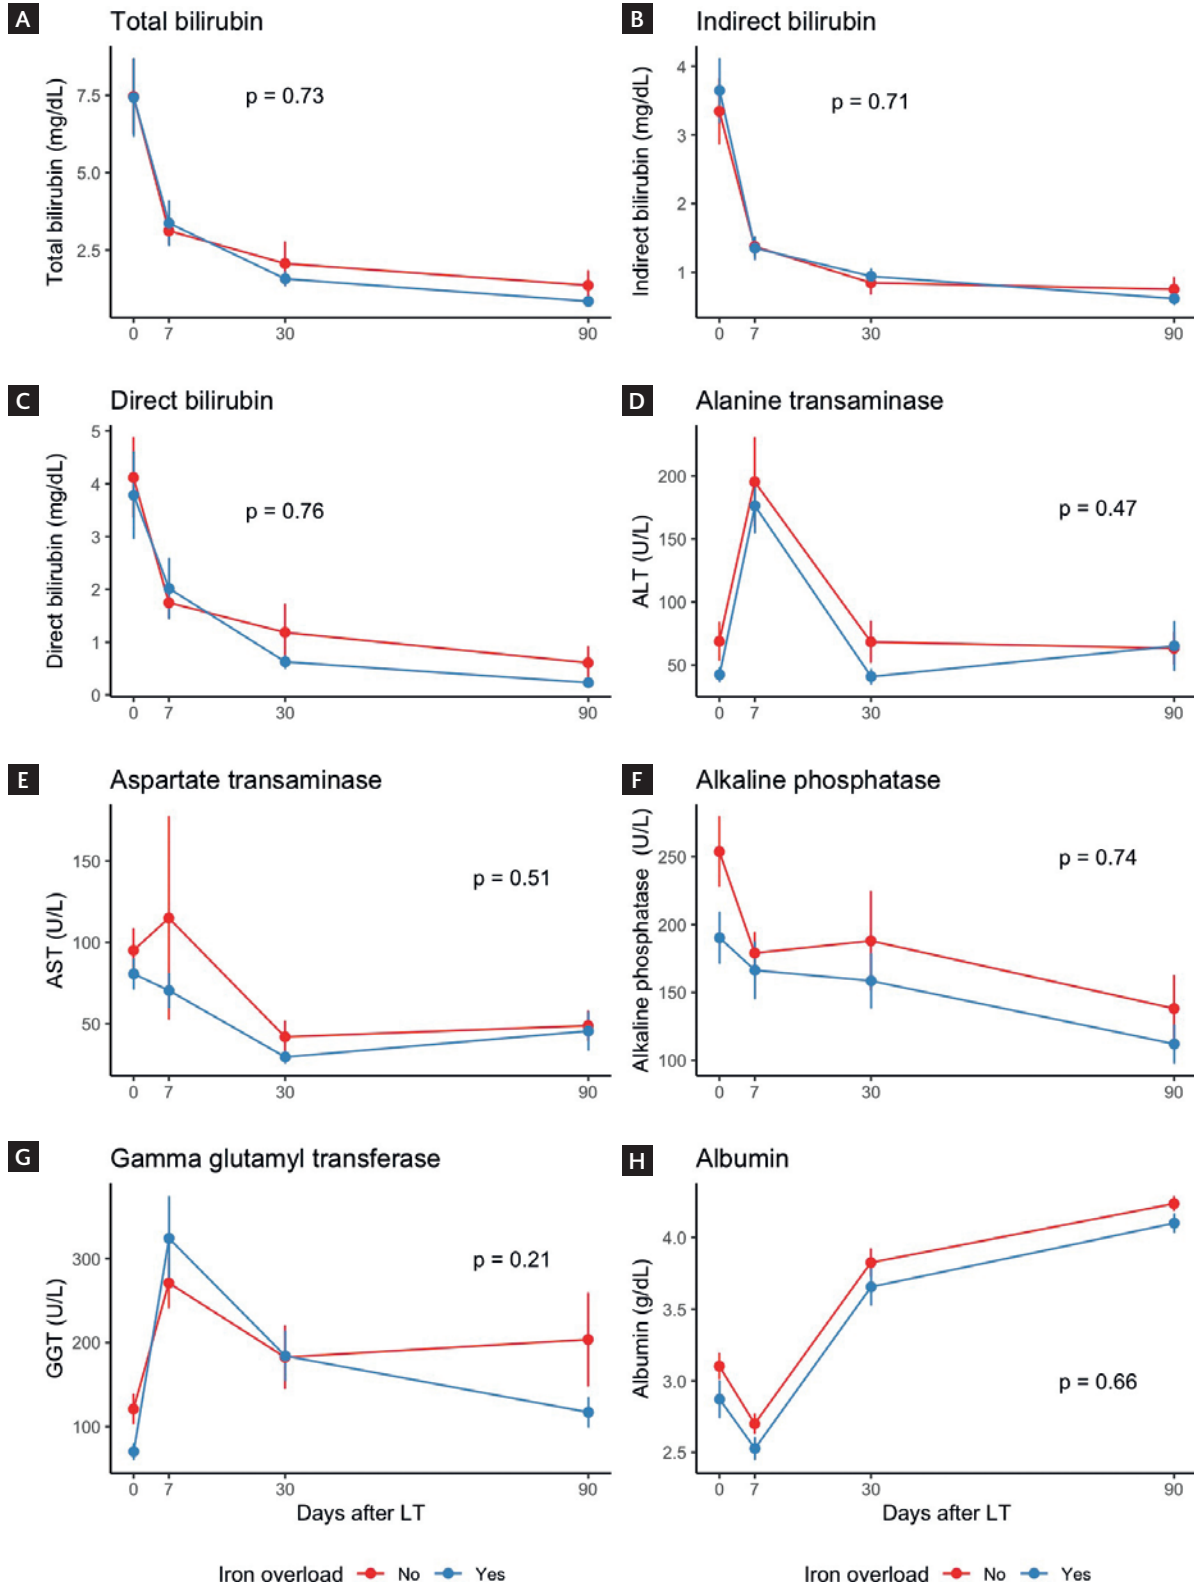 A Total bilirubin
Total bilirubin (mg/dL)
7.5
5.0
2.5
p = 0.73
0 7 30 90
B Indirect bilirubin
Indirect bilirubin (mg/dL)
4
3
2
1
p = 0.71
0 7 30 90
C Direct bilirubin
Direct bilirubin (mg/dL)
5
4
3
2
1
0
p = 0.76
0 7 30 90
D Alanine transaminase
ALT (U/L)
200
150
100
50
p = 0.47
0 7 30 90
E Aspartate transaminase
AST (U/L)
150
100
50
p = 0.51
0 7 30 90
F Alkaline phosphatase
Alkaline phosphatase (U/L)
250
200
150
100
p = 0.74
0 7 30 90
G Gamma glutamyl transferase
GGT (U/L)
300
200
100
p = 0.21
0 7 30 90
Days after LT
Iron overload No Yes
H Albumin
Albumin (g/dL)
4.0
3.5
3.0
2.5
p = 0.66
0 7 30 90
Days after LT
Iron overload No Yes